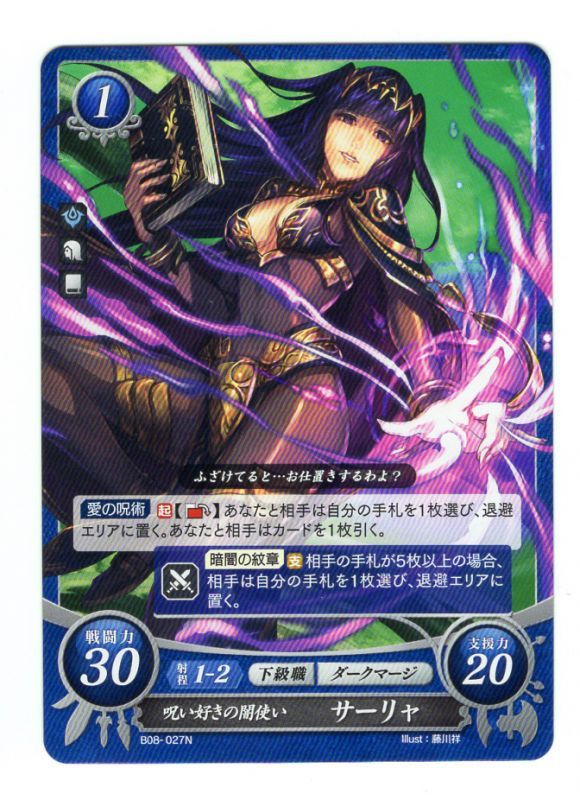 1
ふざけてると…お仕置きするわよ？
愛の呪術 起【】あなたと相手は自分の手札を1枚選び、退避
エリアに置く。あなたと相手はカードを1枚引く。
暗闇の紋章 支 相手の手札が5枚以上の場合、
相手は自分の手札を1枚選び、退避エリアに
置く。
戦闘力
30
射程 1-2 下級職 ダークマージ
支援力
20
呪い好きの闇使い サーリャ
B08-027N
Illust：藤川祥